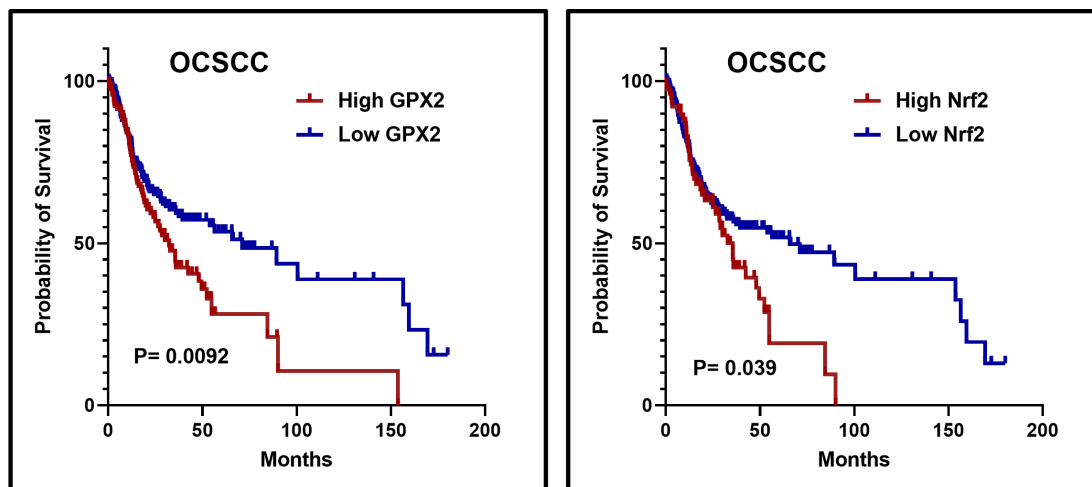 OCSCC
High GPX2
Low GPX2
P= 0.0092
Probability of Survival
100
50
0
0 50 100 150 200
Months
OCSCC
High Nrf2
Low Nrf2
P= 0.039
Probability of Survival
100
50
0
0 50 100 150 200
Months